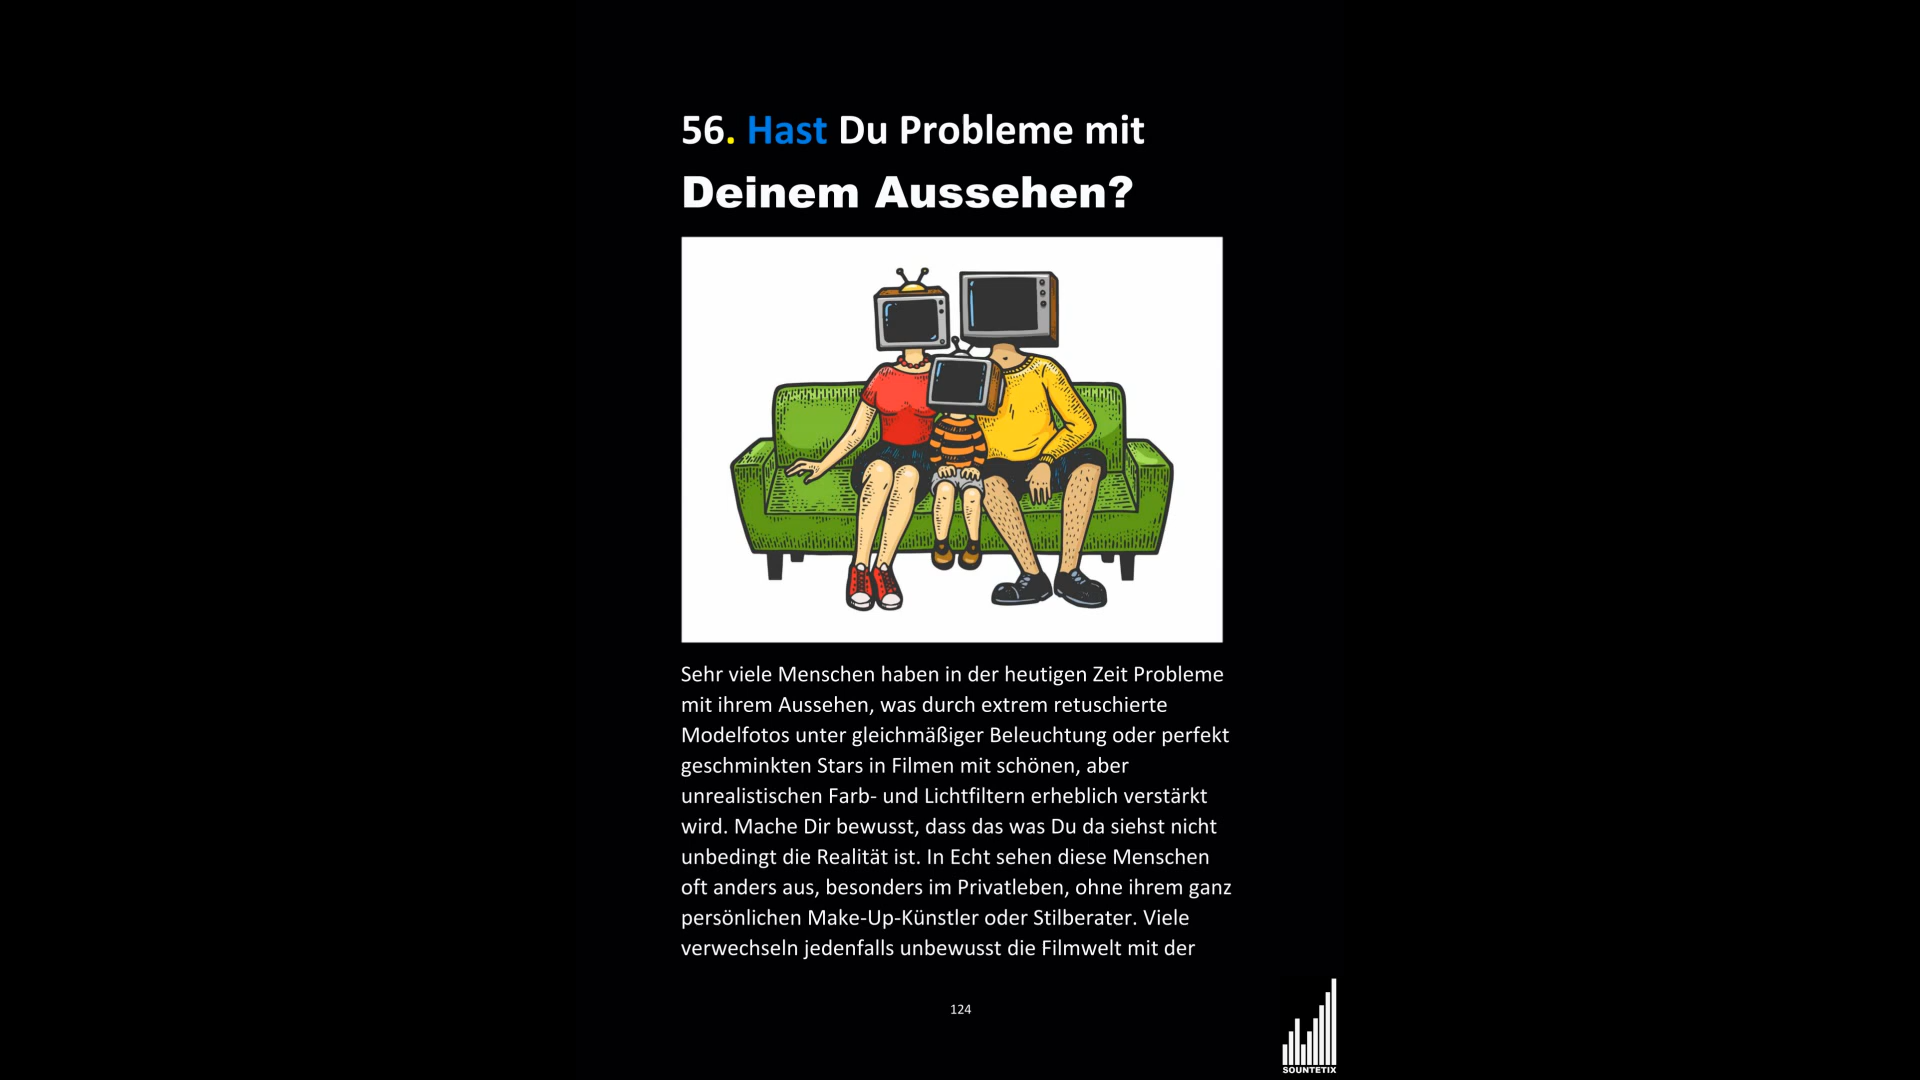 56. Hast Du Probleme mit
Deinem Aussehen?
Sehr viele Menschen haben in der heutigen Zeit Probleme
mit ihrem Aussehen, was durch extrem retuschierte
Modelfotos unter gleichmäßiger Beleuchtung oder perfekt
geschminkten Stars in Filmen mit schönen, aber
unrealistischen Farb- und Lichtfiltern erheblich verstärkt
wird. Mache Dir bewusst, dass das was Du da siehst nicht
unbedingt die Realität ist. In Echt sehen diese Menschen
oft anders aus, besonders im Privatleben, ohne ihrem ganz
persönlichen Make-Up-Künstler oder Stilberater. Viele
verwechseln jedenfalls unbewusst die Filmwelt mit der
124
SOUNTETIX